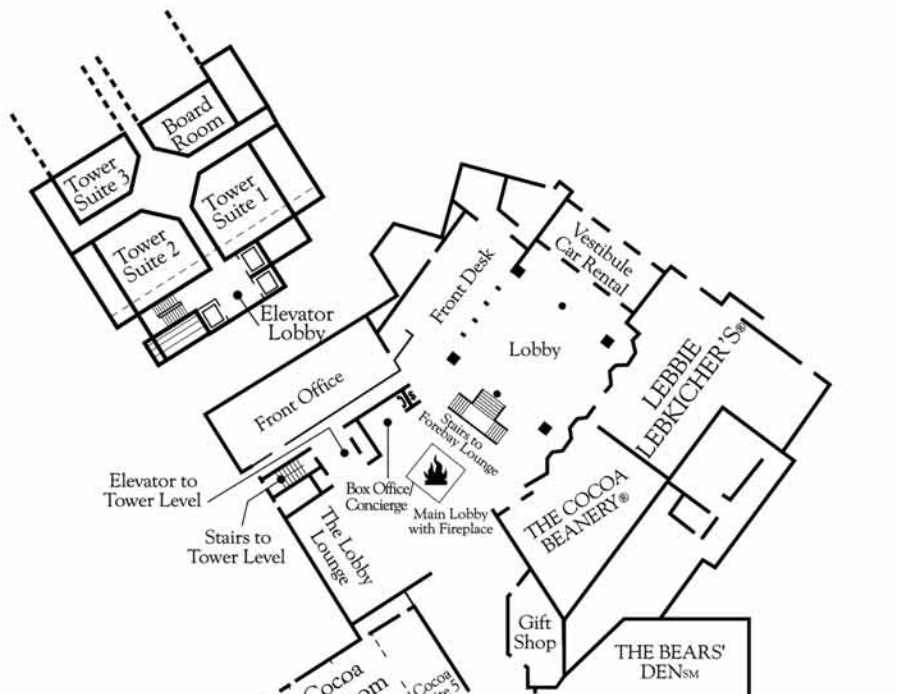 Board
Room
Tower
Suite 3
Tower
Suite 1
Tower
Suite 2
Elevator
Lobby
Vestibule
Car Rental
Front Desk
Lobby
LEBBIE
LEBKICHER'S®
Front Office
Stairs to
Forebay Lounge
Elevator to
Tower Level
Box Office/
Concierge
Main Lobby
with Fireplace
THE COCOA
BEANERY®
Stairs to
Tower Level
The Lobby
Lounge
Gift
Shop
THE BEARS'
DENSM
Cocoa
Cocoa